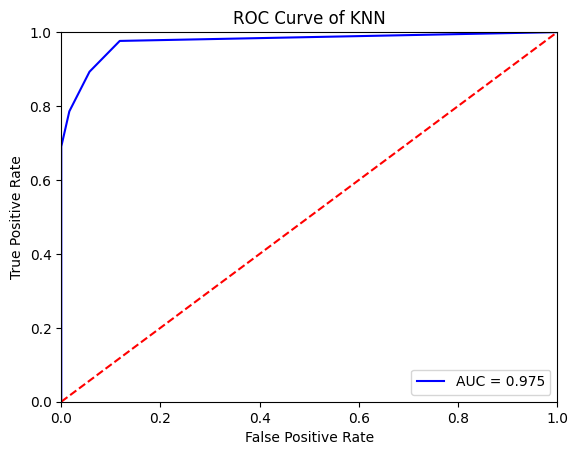 ROC Curve of KNN
1.0
0.8
0.6
0.4
0.2
0.0
True Positive Rate
AUC = 0.975
0.0 0.2 0.4 0.6 0.8 1.0
False Positive Rate